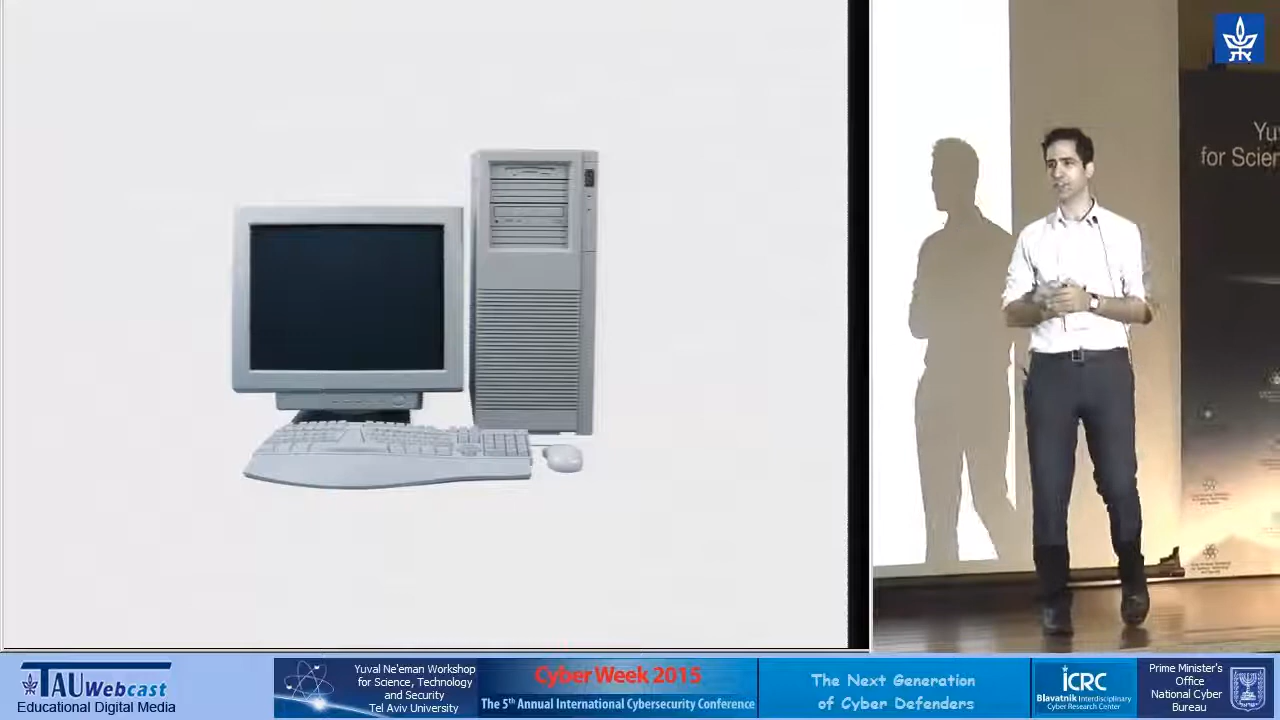 Yu
for Scien
TAU Webcast
Educational Digital Media
Yuval Ne'eman Workshop
for Science, Technology
and Security
Tel Aviv University
Cyber Week 2015
The 5th Annual International Cybersecurity Conference
The Next Generation
of Cyber Defenders
ICRC
Blavatnik Interdisciplinary
Cyber Research Center
Prime Minister's
Office
National Cyber
Bureau